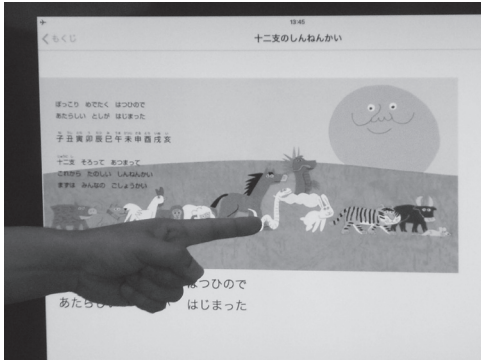 15:45
もくじ
十二支のしんねんかい
ぽっこり めでたく はつひので
あたらしい としが はじまった
子丑寅卯辰巳午未申酉戌亥
十二支 そろって あつまって
これから たのしい しんねんかい
まずは みんなの ごしょうかい
はつひので
あたらし はじまった